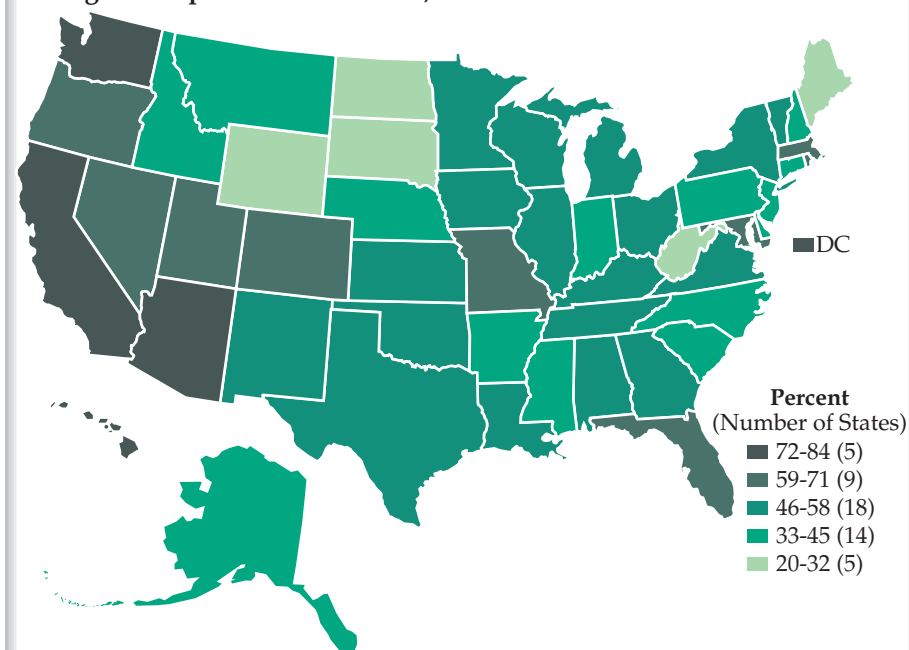 DC
Percent
(Number of States)
72-84 (5)
59-71 (9)
46-58 (18)
33-45 (14)
20-32 (5)